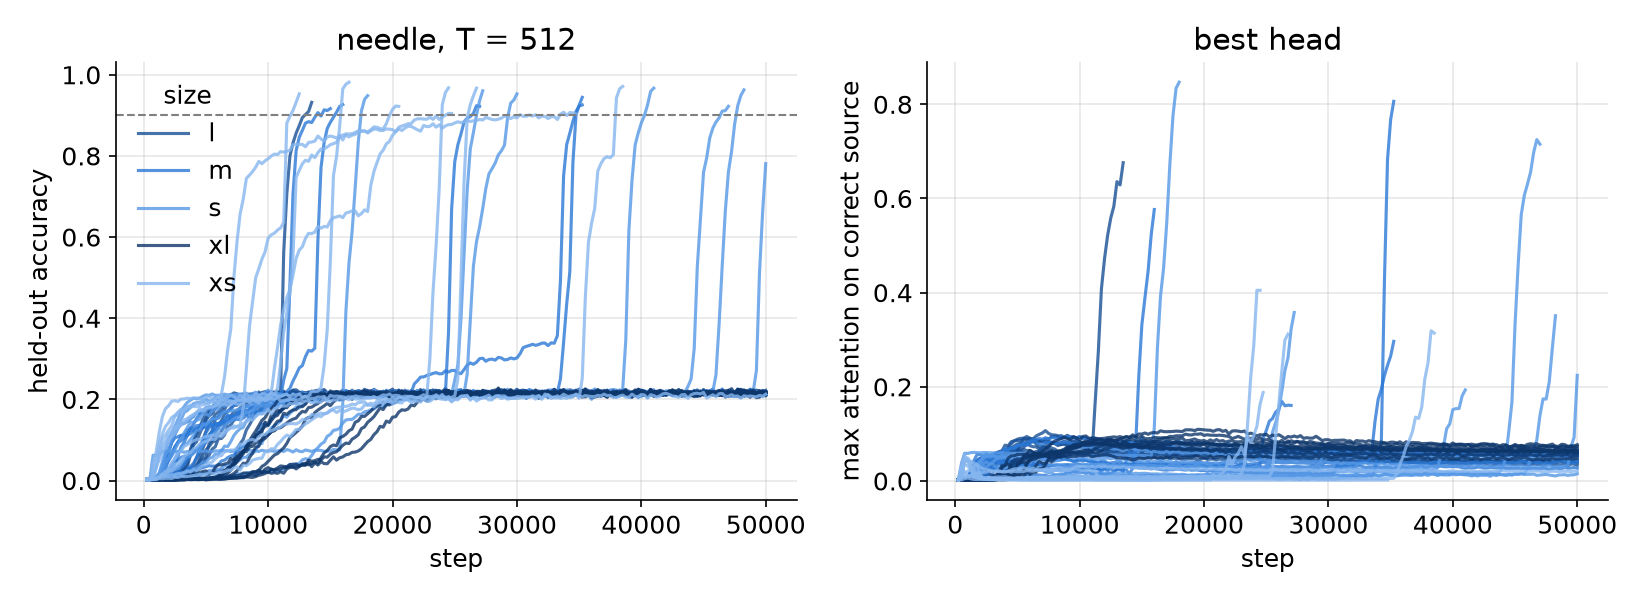 needle, T = 512
held-out accuracy
1.0
0.8
0.6
0.4
0.2
0.0
size
l
m
s
xl
xs
0 10000 20000 30000 40000 50000
step
best head
max attention on correct source
0.8
0.6
0.4
0.2
0.0
0 10000 20000 30000 40000 50000
step